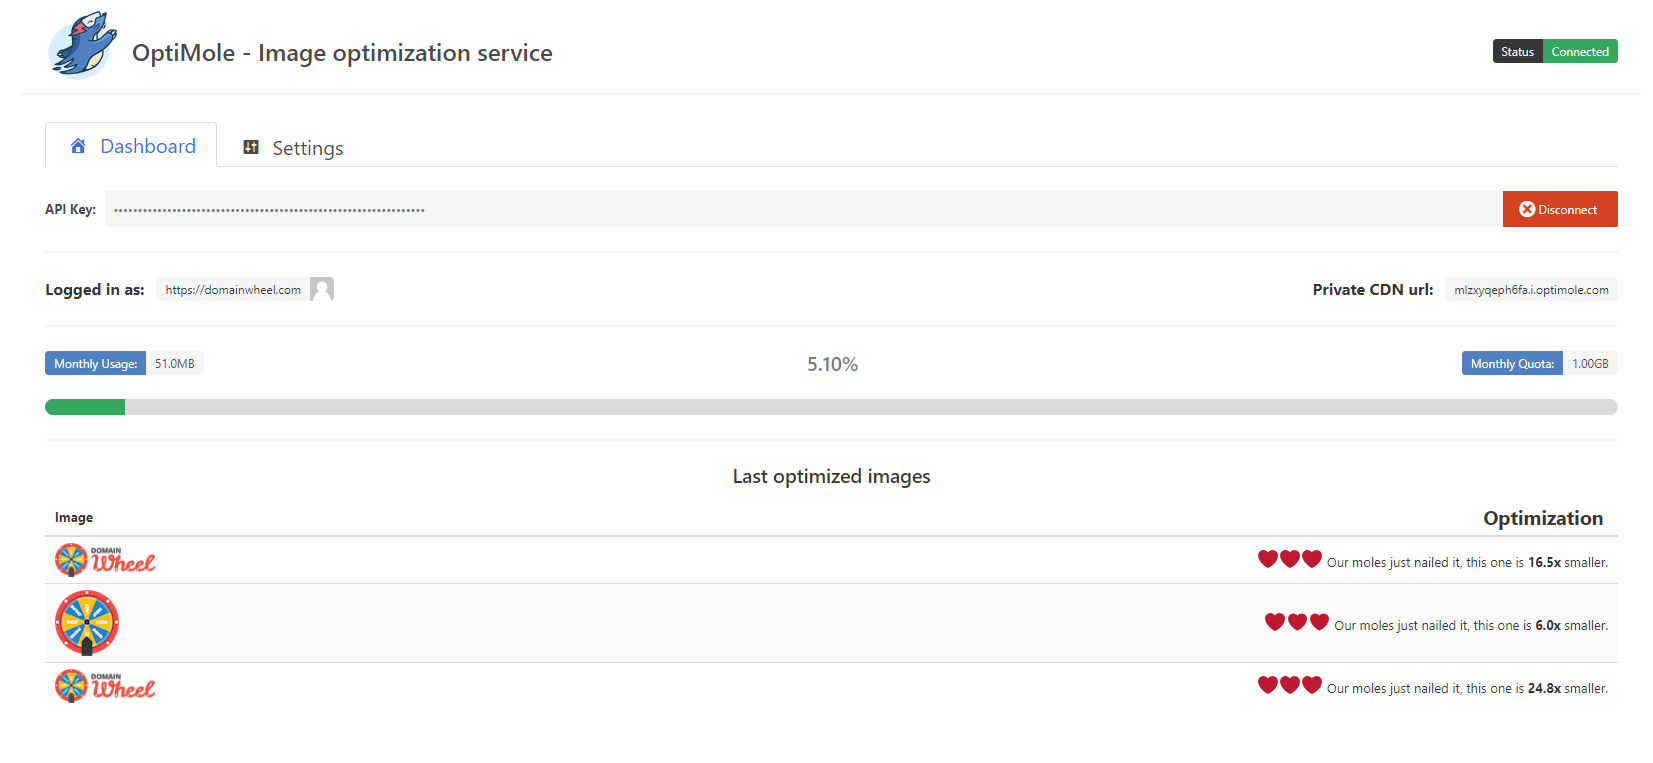 OptiMole - Image optimization service
Status Connected
Dashboard Settings
API Key: Disconnect
Logged in as: https://domainwheel.com Private CDN url: mlzxyqeph6fa.i.optimole.com
Monthly Usage: 51.0MB 5.10% Monthly Quota: 1.00GB
Last optimized images
Image Optimization
DOMAIN
Wheel
Our moles just nailed it, this one is 16.5x smaller.
Our moles just nailed it, this one is 6.0x smaller.
DOMAIN
Wheel
Our moles just nailed it, this one is 24.8x smaller.